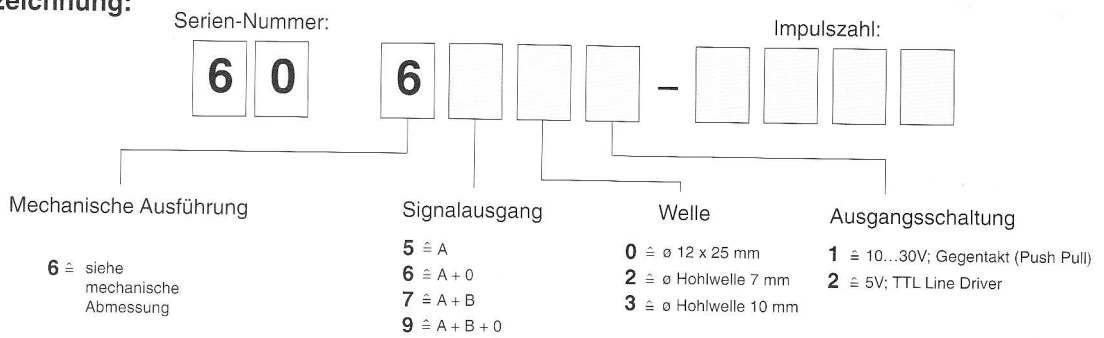 zeichnung:
Serien-Nummer:
Impulszahl:
6 0 6 –
Mechanische Ausführung
Signalausgang
Welle
Ausgangsschaltung
6 ≙ siehe
mechanische
Abmessung
5 ≙ A
6 ≙ A + 0
7 ≙ A + B
9 ≙ A + B + 0
0 ≙ ø 12 x 25 mm
2 ≙ ø Hohlwelle 7 mm
3 ≙ ø Hohlwelle 10 mm
1 ≙ 10...30V; Gegentakt (Push Pull)
2 ≙ 5V; TTL Line Driver